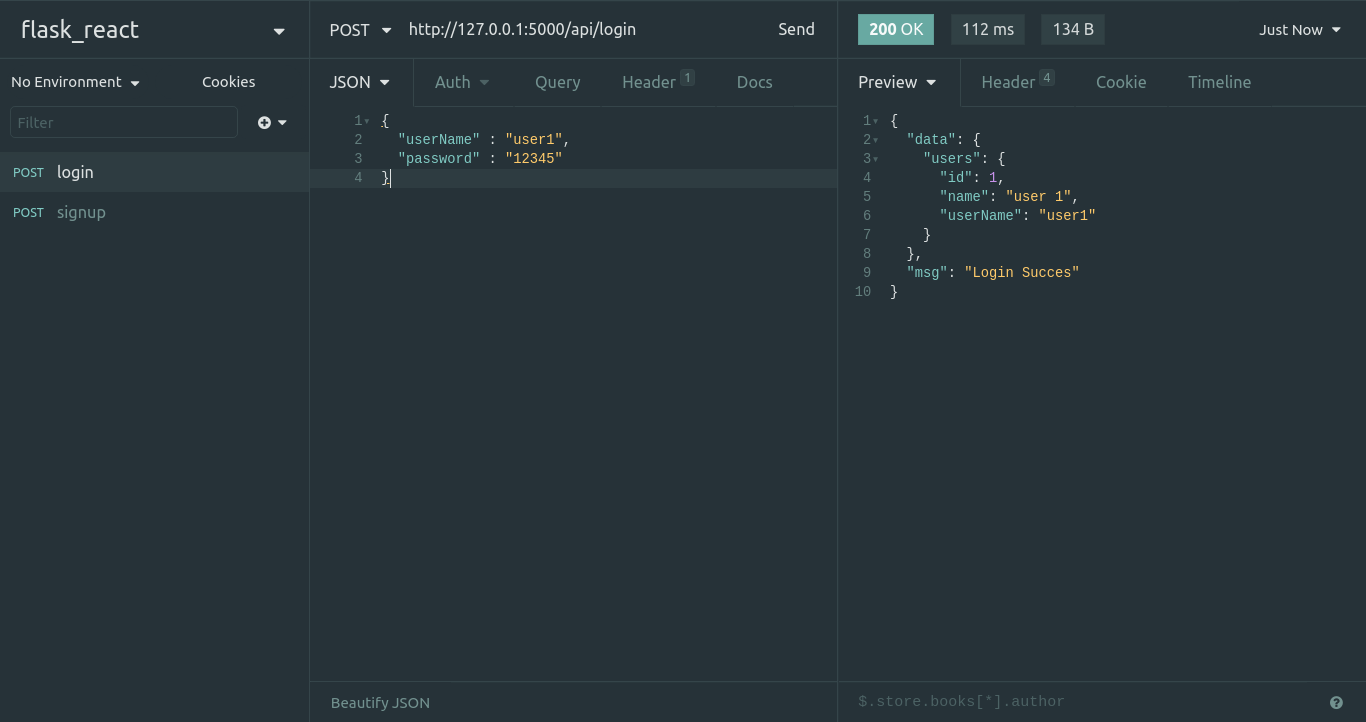 flask_react
No Environment
Cookies
Filter
POST login
POST signup
POST http://127.0.0.1:5000/api/login Send
JSON Auth Query Header 1 Docs
1 {
2 "userName" : "user1",
3 "password" : "12345"
4 }
Beautify JSON
200 OK 112 ms 134 B Just Now
Preview Header 4 Cookie Timeline
1 {
2 "data": {
3 "users": {
4 "id": 1,
5 "name": "user 1",
6 "userName": "user1"
7 }
8 },
9 "msg": "Login Succes"
10 }
$.store.books[*].author